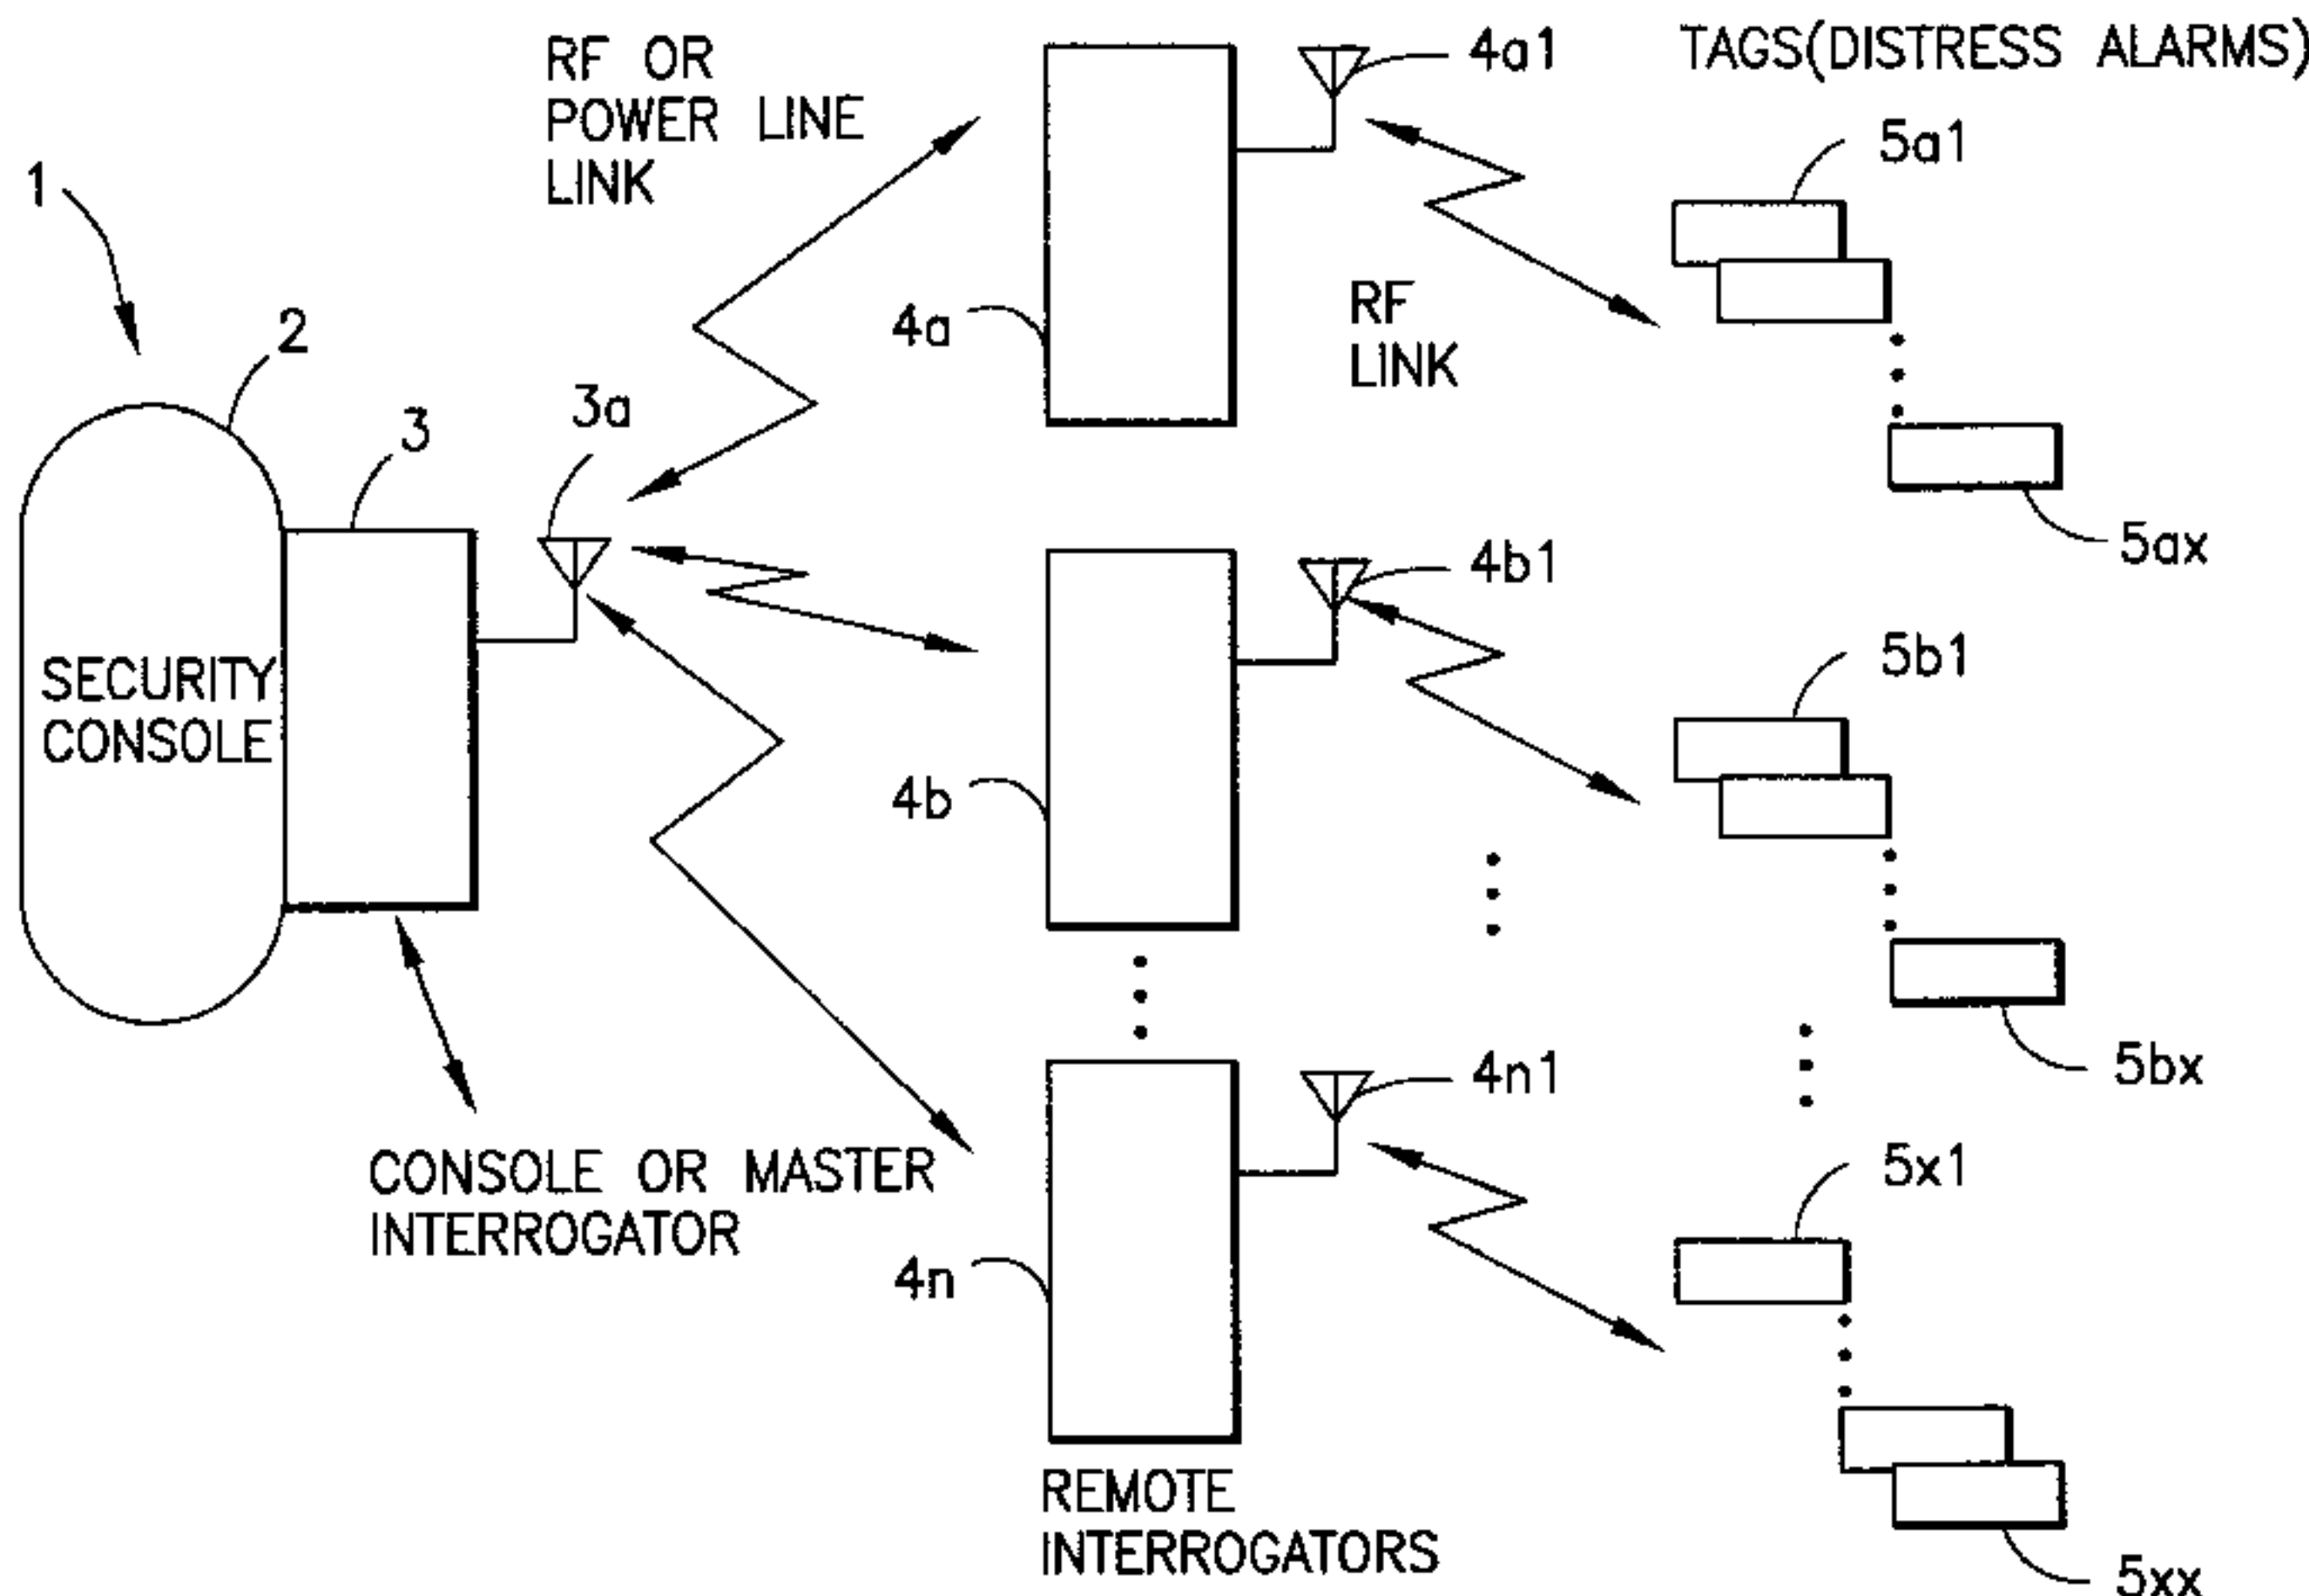 RF OR
POWER LINE
LINK
4a1
TAGS(DISTRESS ALARMS)
5a1
1
2
4a
RF
LINK
3a
3
5ax
4b1
SECURITY
CONSOLE
5b1
4b
5bx
4n1
CONSOLE OR MASTER
INTERROGATOR
5x1
4n
REMOTE
INTERROGATORS
5xx